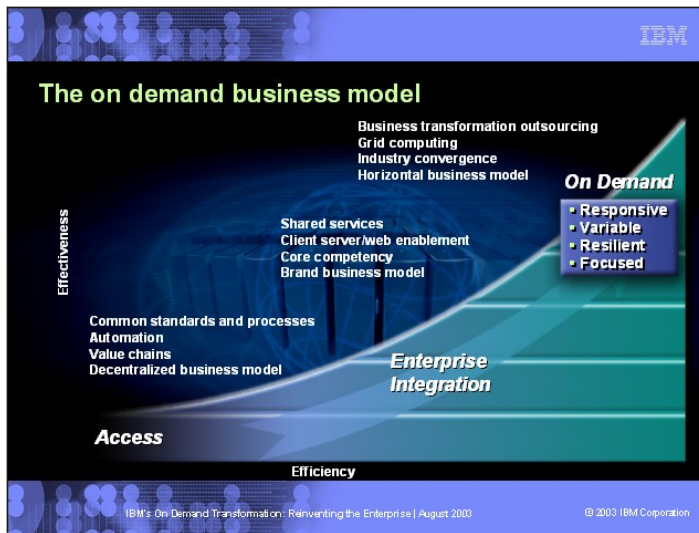 IBM
The on demand business model
Business transformation outsourcing
Grid computing
Industry convergence
Horizontal business model
On Demand
▪ Responsive
▪ Variable
▪ Resilient
▪ Focused
Effectiveness
Shared services
Client server/web enablement
Core competency
Brand business model
Common standards and processes
Automation
Value chains
Decentralized business model
Enterprise
Integration
Access
Efficiency
IBM's On Demand Transformation: Reinventing the Enterprise | August 2003
© 2003 IBM Corporation